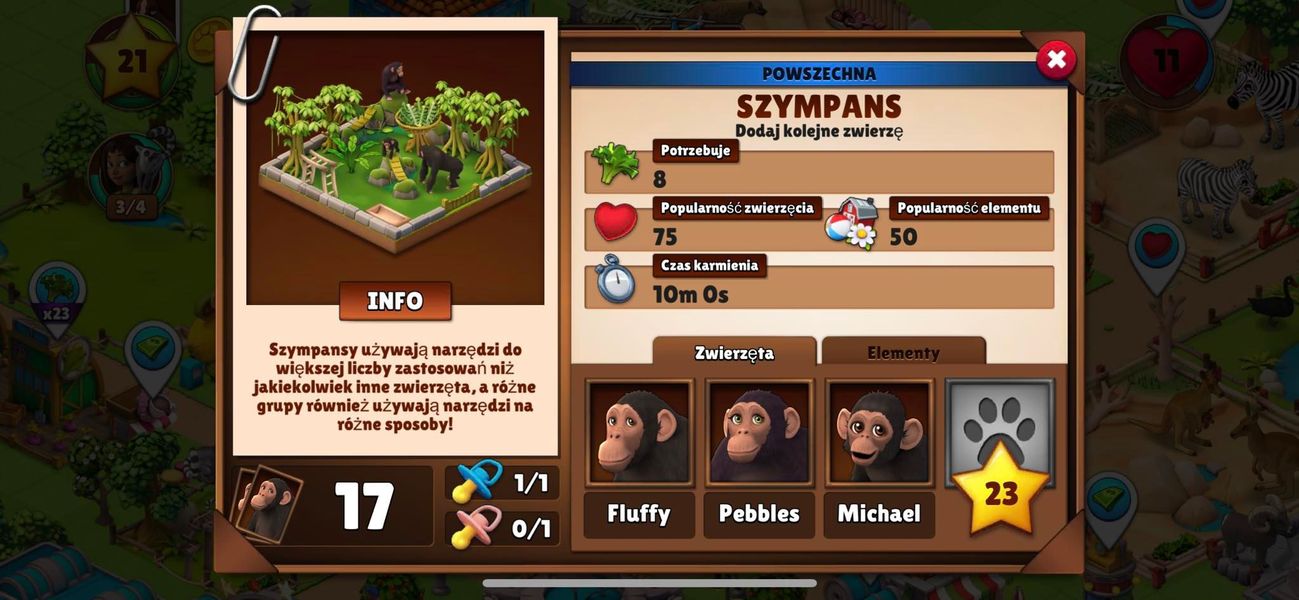 21
3/4
x23
11
INFO
Szympansy używają narzędzi do
większej liczby zastosowań niż
jakiekolwiek inne zwierzęta, a różne
grupy również używają narzędzi na
różne sposoby!
17
1/1
0/1
POWSZECHNA
SZYMPANS
Dodaj kolejne zwierzę
Potrzebuje
8
Popularność zwierzęcia
75
Popularność elementu
50
Czas karmienia
10m 0s
Zwierzęta
Elementy
Fluffy
Pebbles
Michael
23